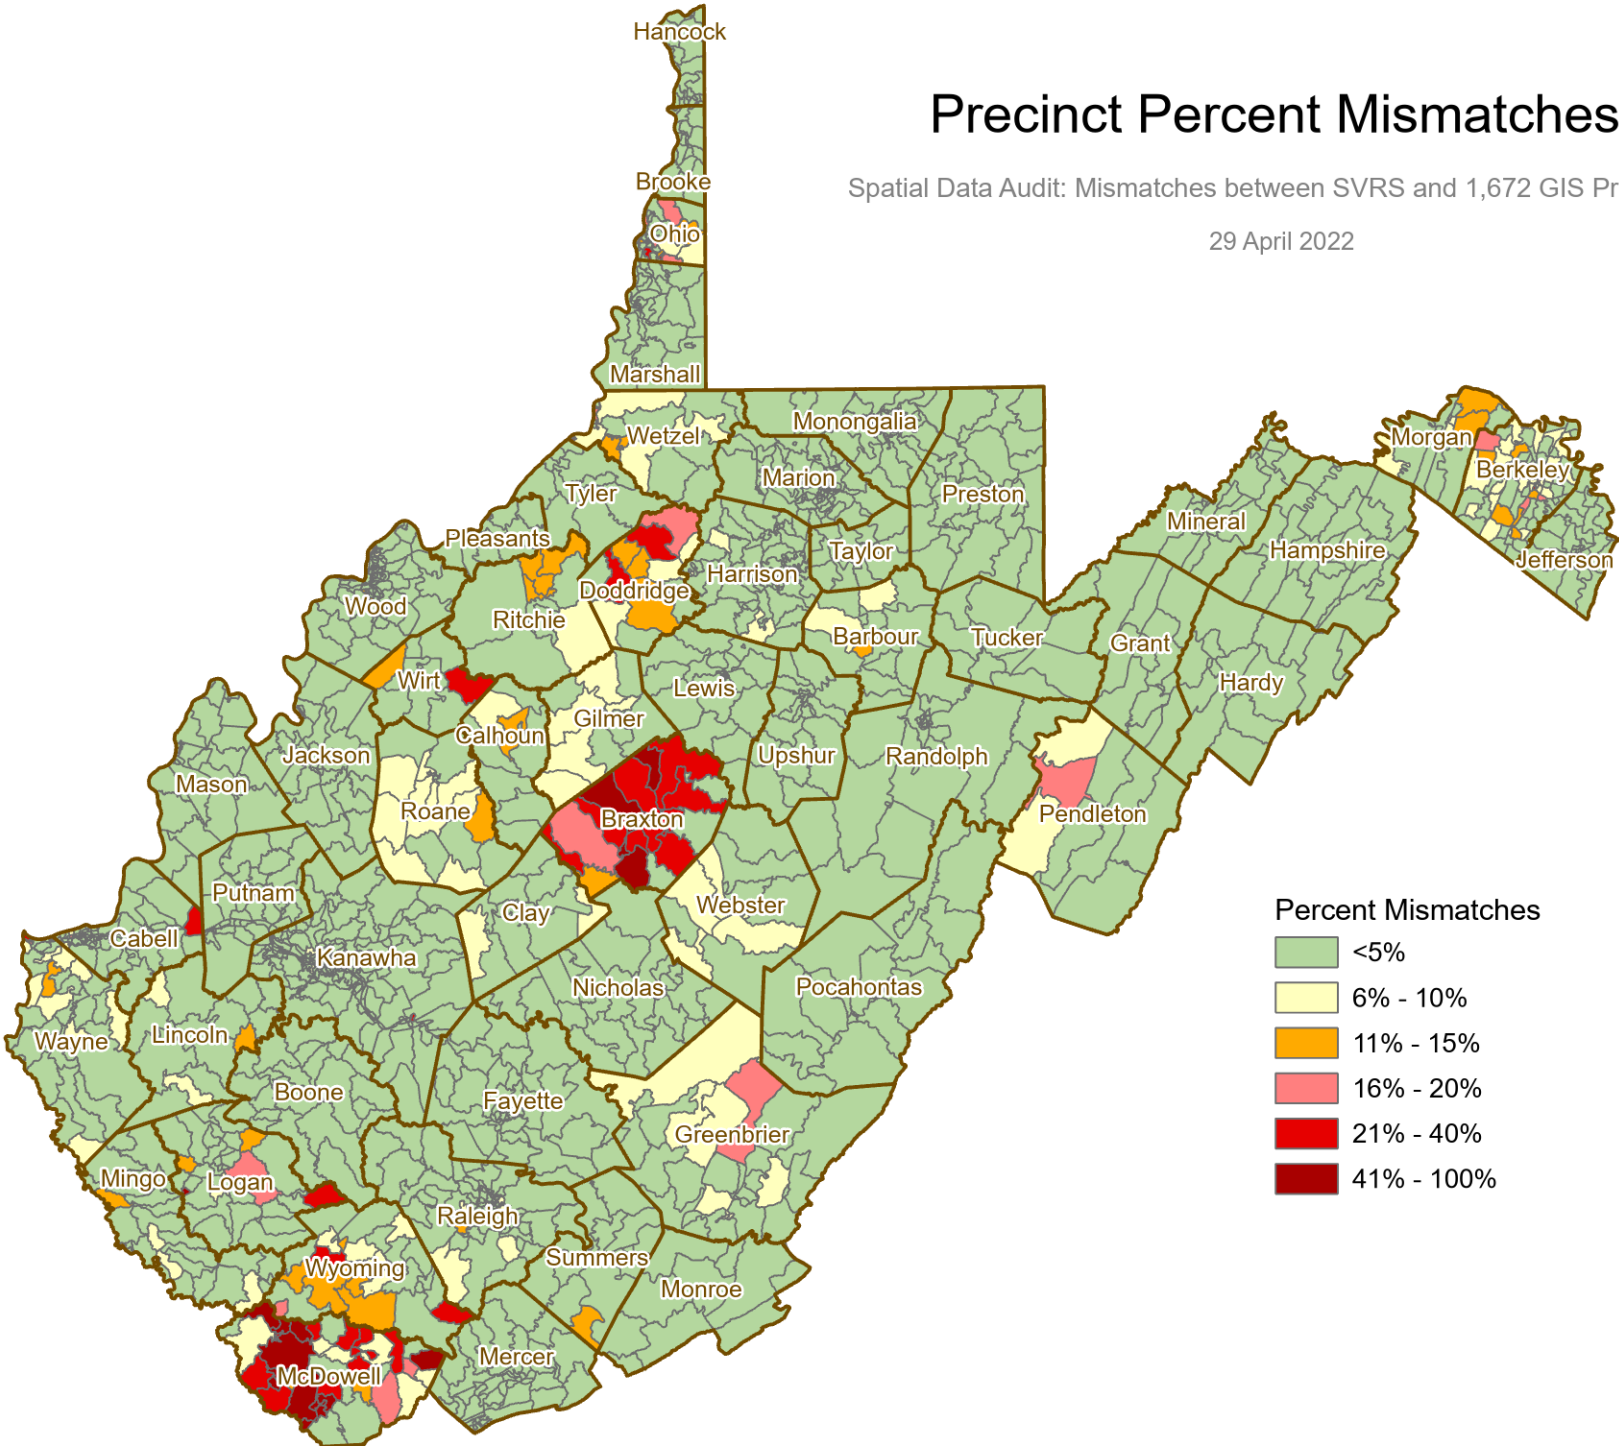 Hancock
Precinct Percent Mismatches
Brooke
Spatial Data Audit: Mismatches between SVRS and 1,672 GIS Pr
Ohio
29 April 2022
Marshall
Monongalia
Wetzel
Morgan
Marion
Berkeley
Tyler
Preston
Mineral
Pleasants
Taylor
Hampshire
Jefferson
Harrison
Doddridge
Wood
Ritchie
Barbour
Tucker
Grant
Wirt
Lewis
Hardy
Gilmer
Calhoun
Jackson
Upshur
Randolph
Mason
Roane
Braxton
Pendleton
Putnam
Webster
Clay
Percent Mismatches
Cabell
<5%
Kanawha
Nicholas
Pocahontas
6% - 10%
Lincoln
Wayne
11% - 15%
Boone
Fayette
16% - 20%
Greenbrier
21% - 40%
Mingo
Logan
41% - 100%
Raleigh
Summers
Wyoming
Monroe
Mercer
McDowell